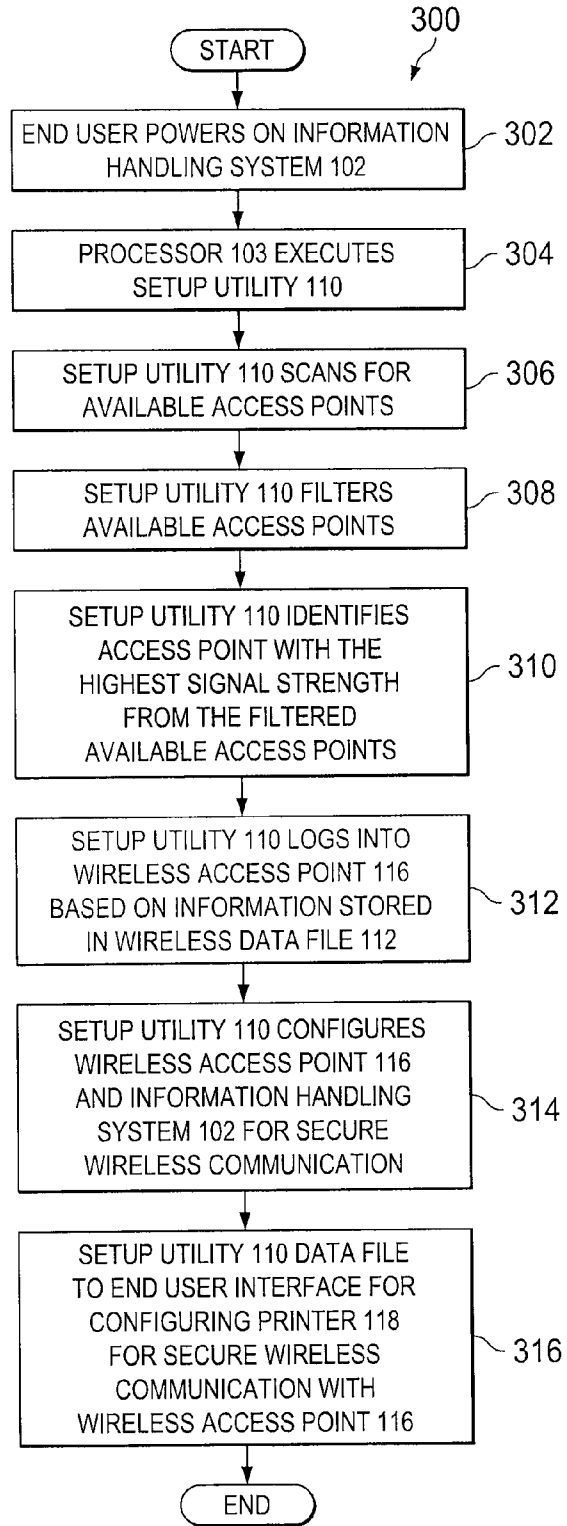 300
START
END USER POWERS ON INFORMATION
HANDLING SYSTEM 102
302
PROCESSOR 103 EXECUTES
SETUP UTILITY 110
304
SETUP UTILITY 110 SCANS FOR
AVAILABLE ACCESS POINTS
306
SETUP UTILITY 110 FILTERS
AVAILABLE ACCESS POINTS
308
SETUP UTILITY 110 IDENTIFIES
ACCESS POINT WITH THE
HIGHEST SIGNAL STRENGTH
FROM THE FILTERED
AVAILABLE ACCESS POINTS
310
SETUP UTILITY 110 LOGS INTO
WIRELESS ACCESS POINT 116
BASED ON INFORMATION STORED
IN WIRELESS DATA FILE 112
312
SETUP UTILITY 110 CONFIGURES
WIRELESS ACCESS POINT 116
AND INFORMATION HANDLING
SYSTEM 102 FOR SECURE
WIRELESS COMMUNICATION
314
SETUP UTILITY 110 DATA FILE
TO END USER INTERFACE FOR
CONFIGURING PRINTER 118
FOR SECURE WIRELESS
COMMUNICATION WITH
WIRELESS ACCESS POINT 116
316
END